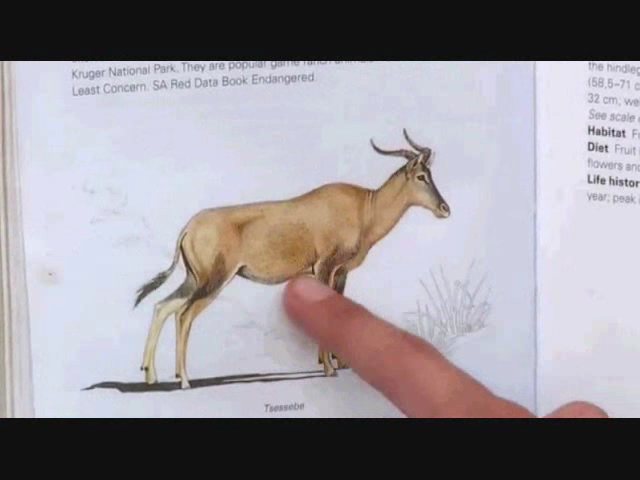 Kruger National Park. They are popular game ranch
Least Concern. SA Red Data Book Endangered.
Tsessebe
the hindleg
(58,5–71 c
32 cm; we
See scale
Habitat F
Diet Fruit
flowers and
Life histor
year; peak